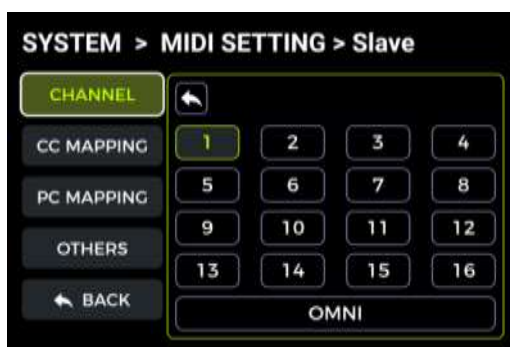 SYSTEM > MIDI SETTING > Slave
CHANNEL
CC MAPPING
PC MAPPING
OTHERS
BACK
1 2 3 4
5 6 7 8
9 10 11 12
13 14 15 16
OMNI